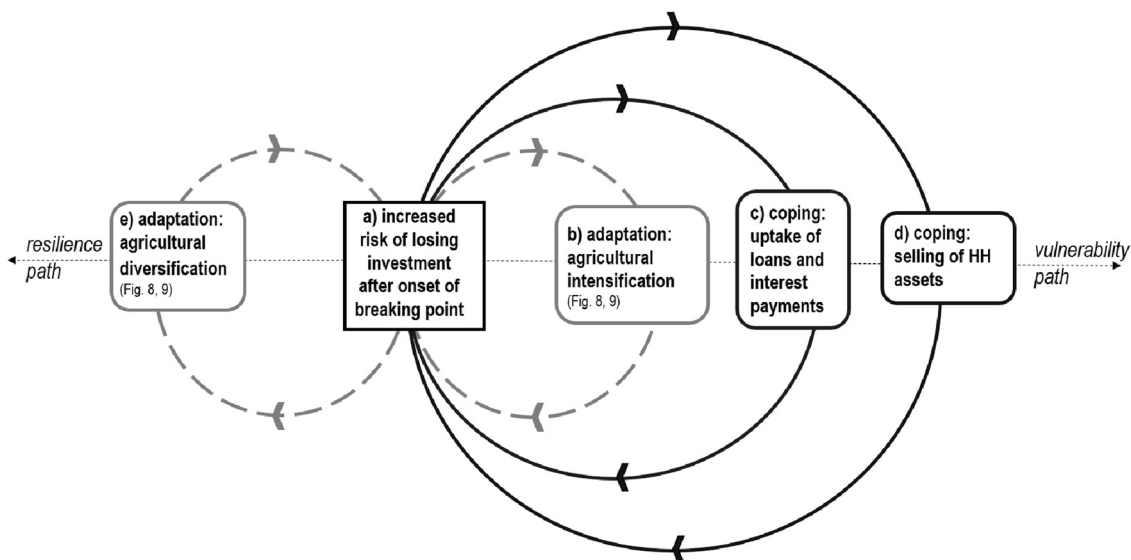 resilience
path
e) adaptation:
agricultural
diversification
(Fig. 8, 9)
a) increased
risk of losing
investment
after onset of
breaking point
b) adaptation:
agricultural
intensification
(Fig. 8, 9)
c) coping:
uptake of
loans and
interest
payments
d) coping:
selling of HH
assets
vulnerability
path